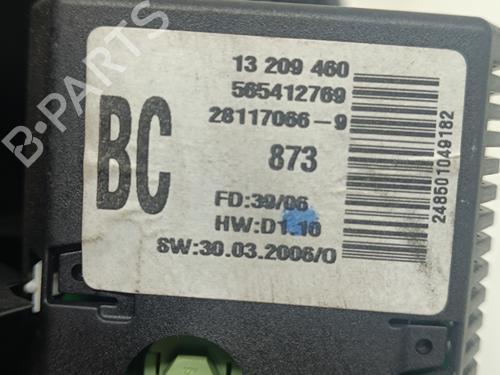 B-PARTS
13 209 460
565412769
28117066-9
BC
873
FD:39/06
HW:D1.10
SW:30.03.2006/0
248501049182